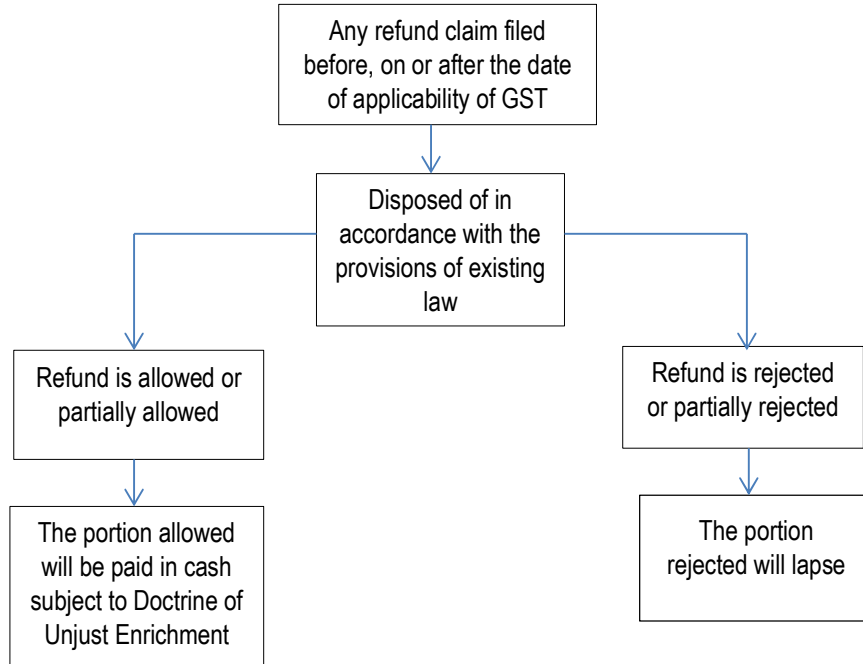 Any refund claim filed
before, on or after the date
of applicability of GST
Disposed of in
accordance with the
provisions of existing
law
Refund is allowed or
partially allowed
Refund is rejected
or partially rejected
The portion allowed
will be paid in cash
subject to Doctrine of
Unjust Enrichment
The portion
rejected will lapse